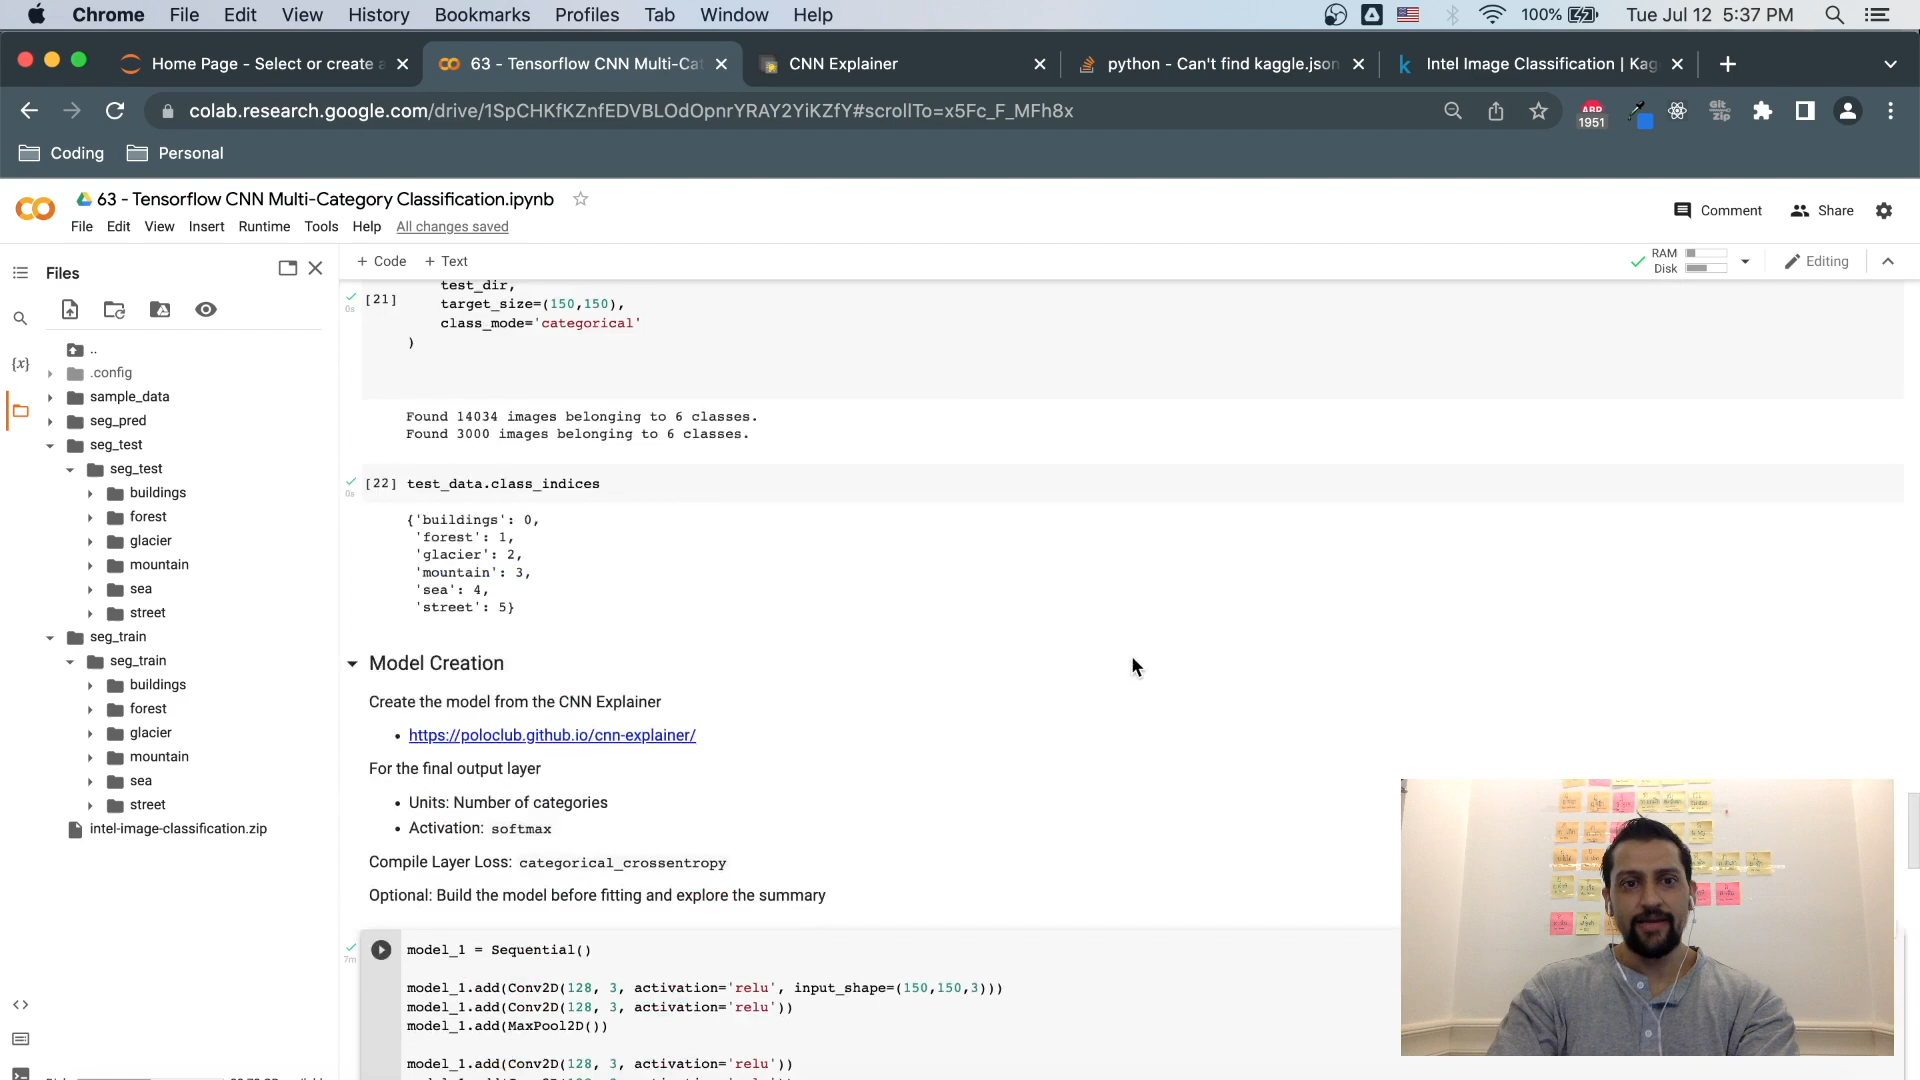 Chrome File Edit View History Bookmarks Profiles Tab Window Help 100% Tue Jul 12 5:37 PM
Home Page - Select or create a
63 - Tensorflow CNN Multi-Cat
CNN Explainer
python - Can't find kaggle.json
Intel Image Classification | Kag
colab.research.google.com/drive/1SpCHKfKZnfEDVBLOdOpnrYRAY2YiKZfY#scrollTo=x5Fc_F_MFh8x
ABP
1951
Git
Zip
Coding Personal
63 - Tensorflow CNN Multi-Category Classification.ipynb
Comment Share
File Edit View Insert Runtime Tools Help All changes saved
Files
+ Code + Text
RAM
Disk
Editing
{x}
..
.config
sample_data
seg_pred
seg_test
seg_test
buildings
forest
glacier
mountain
sea
street
seg_train
seg_train
buildings
forest
glacier
mountain
sea
street
intel-image-classification.zip
test_dir,
[21] target_size=(150,150),
0s
class_mode='categorical'
)
Found 14034 images belonging to 6 classes.
Found 3000 images belonging to 6 classes.
[22] test_data.class_indices
0s
{'buildings': 0,
'forest': 1,
'glacier': 2,
'mountain': 3,
'sea': 4,
'street': 5}
Model Creation
Create the model from the CNN Explainer
• https://poloclub.github.io/cnn-explainer/
For the final output layer
• Units: Number of categories
• Activation: softmax
Compile Layer Loss: categorical_crossentropy
Optional: Build the model before fitting and explore the summary
7m
model_1 = Sequential()
model_1.add(Conv2D(128, 3, activation='relu', input_shape=(150,150,3)))
model_1.add(Conv2D(128, 3, activation='relu'))
model_1.add(MaxPool2D())
model_1.add(Conv2D(128, 3, activation='relu'))